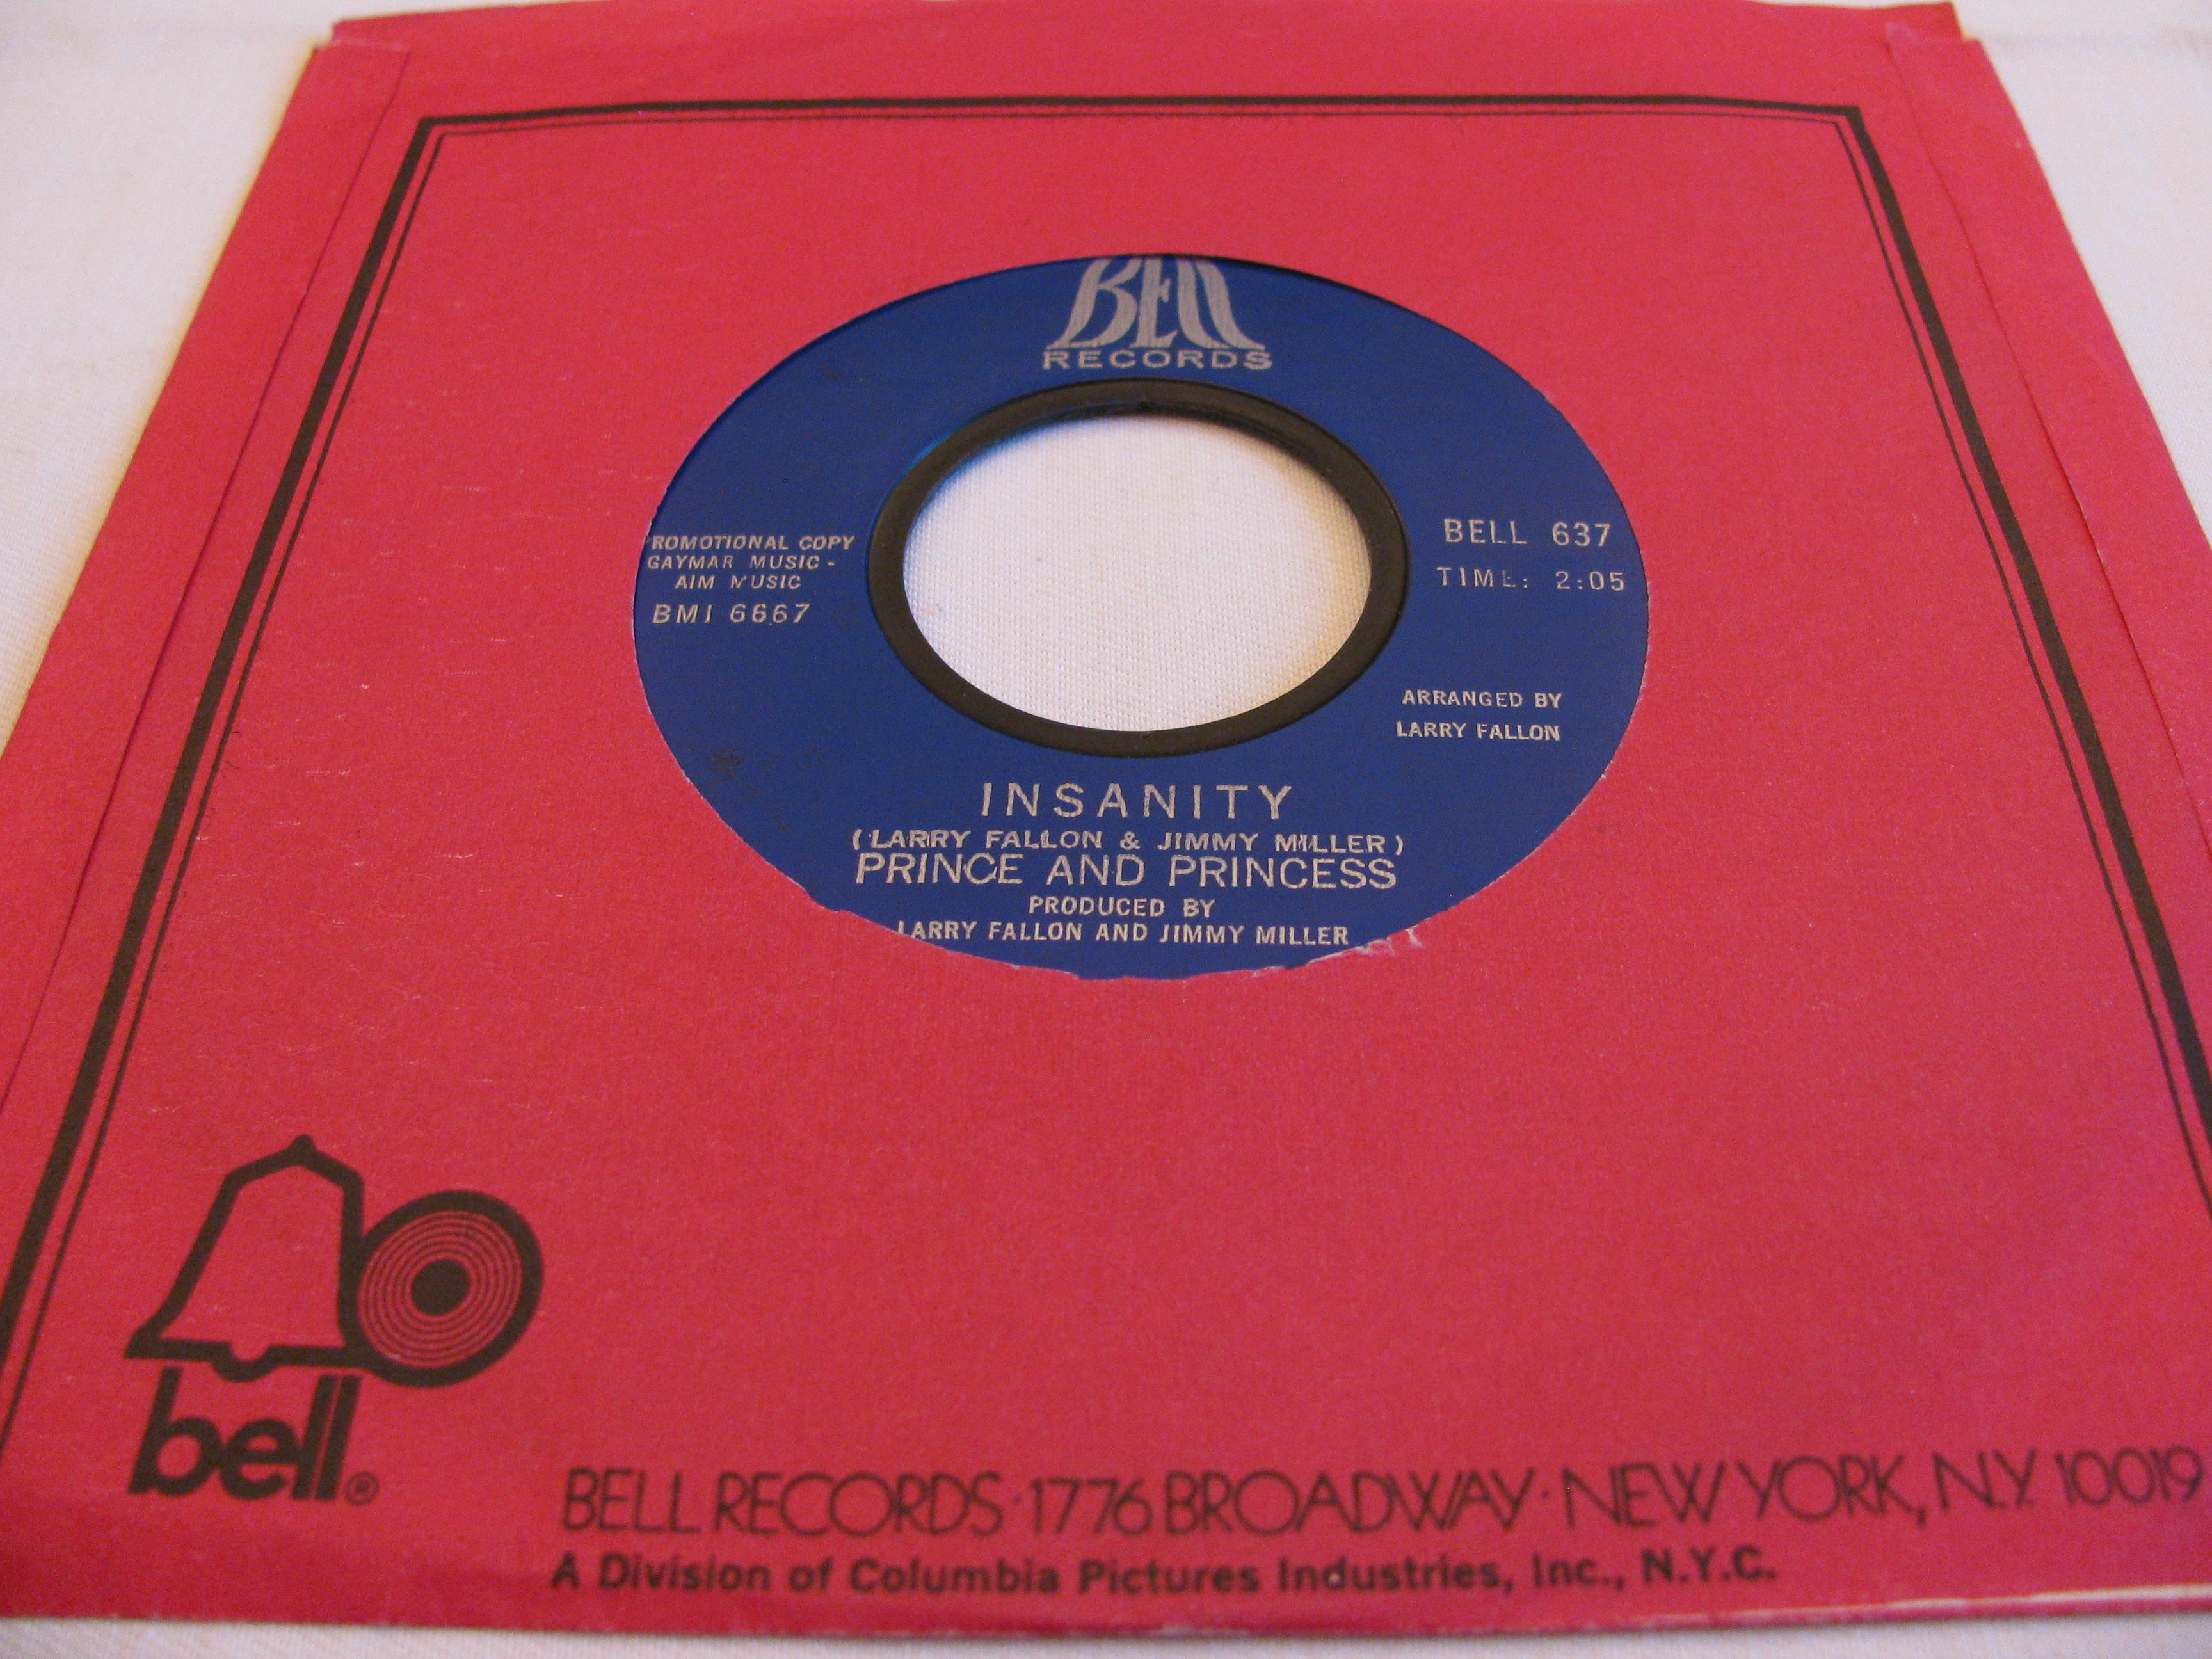 BELL
RECORDS
PROMOTIONAL COPY
GAYMAR MUSIC -
AIM MUSIC
BMI 6667
BELL 637
TIME: 2:05
ARRANGED BY
LARRY FALLON
INSANITY
(LARRY FALLON & JIMMY MILLER)
PRINCE AND PRINCESS
PRODUCED BY
LARRY FALLON AND JIMMY MILLER
bell®
BELL RECORDS · 1776 BROADWAY · NEW YORK, N.Y. 10019
A Division of Columbia Pictures Industries, Inc., N.Y.C.